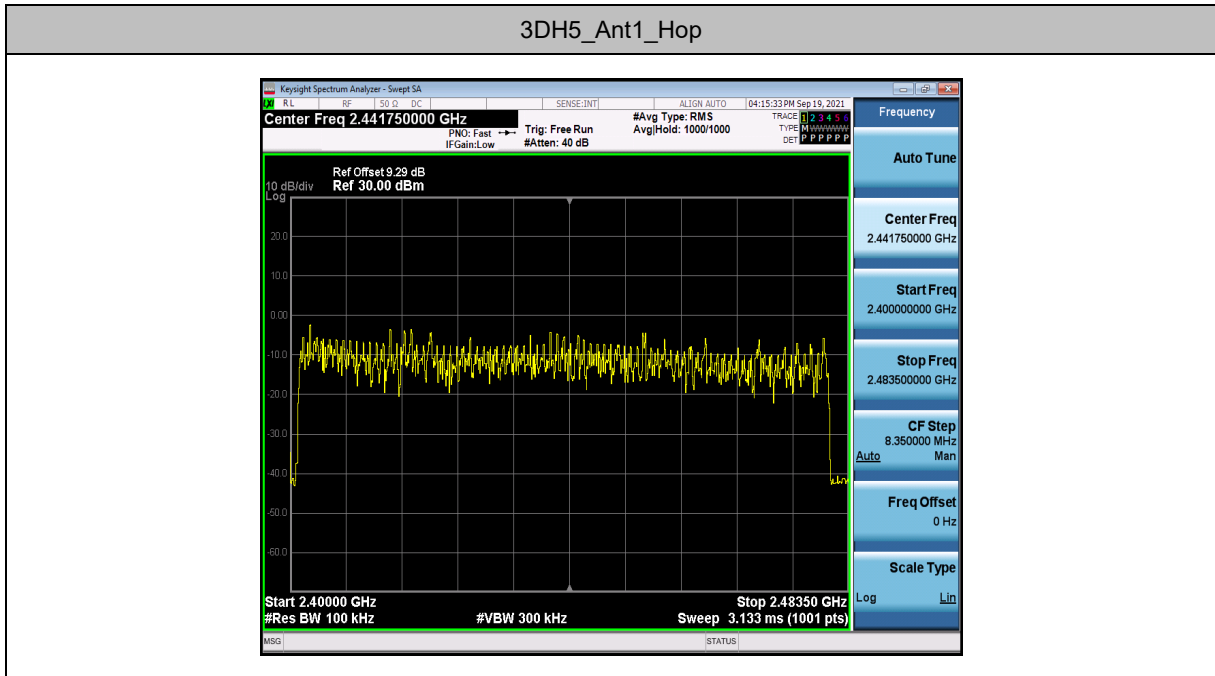 3DH5_Ant1_Hop
Keysight Spectrum Analyzer - Swept SA
RL RF 50 Ω DC SENSE:INT ALIGN AUTO 04:15:33 PM Sep 19, 2021
Center Freq 2.441750000 GHz
PNO: Fast
IFGain:Low
Trig: Free Run
#Atten: 40 dB
#Avg Type: RMS
Avg|Hold: 1000/1000
TRACE 1 2 3 4 5 6
TYPE M WWWWW
DET P P P P P P
Ref Offset 9.29 dB
10 dB/div Ref 30.00 dBm
Log
20.0
10.0
0.00
-10.0
-20.0
-30.0
-40.0
-50.0
-60.0
Start 2.40000 GHz Stop 2.48350 GHz
#Res BW 100 kHz #VBW 300 kHz Sweep 3.133 ms (1001 pts)
MSG STATUS
Frequency
Auto Tune
Center Freq
2.441750000 GHz
Start Freq
2.400000000 GHz
Stop Freq
2.483500000 GHz
CF Step
8.350000 MHz
Auto Man
Freq Offset
0 Hz
Scale Type
Log Lin